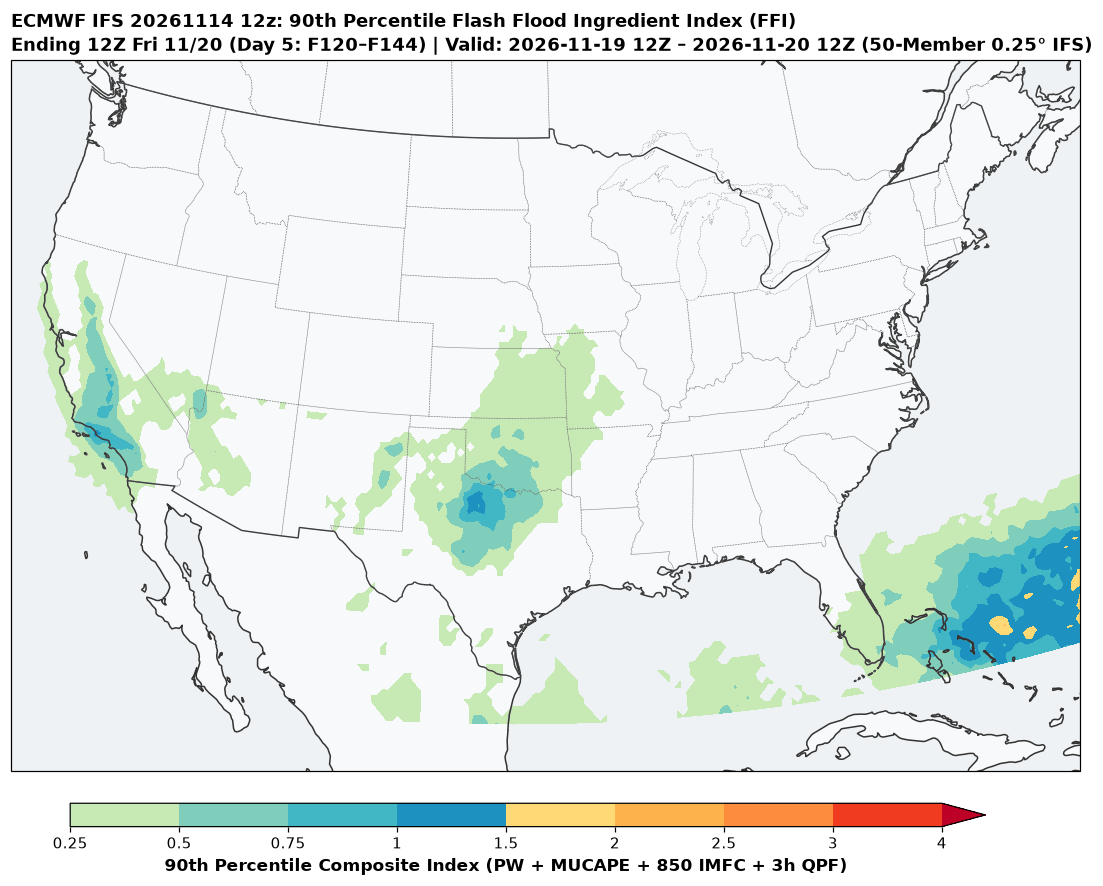 ECMWF IFS 20261114 12z: 90th Percentile Flash Flood Ingredient Index (FFI)
Ending 12Z Fri 11/20 (Day 5: F120–F144) | Valid: 2026-11-19 12Z – 2026-11-20 12Z (50-Member 0.25° IFS)
0.25 0.5 0.75 1 1.5 2 2.5 3 4
90th Percentile Composite Index (PW + MUCAPE + 850 IMFC + 3h QPF)